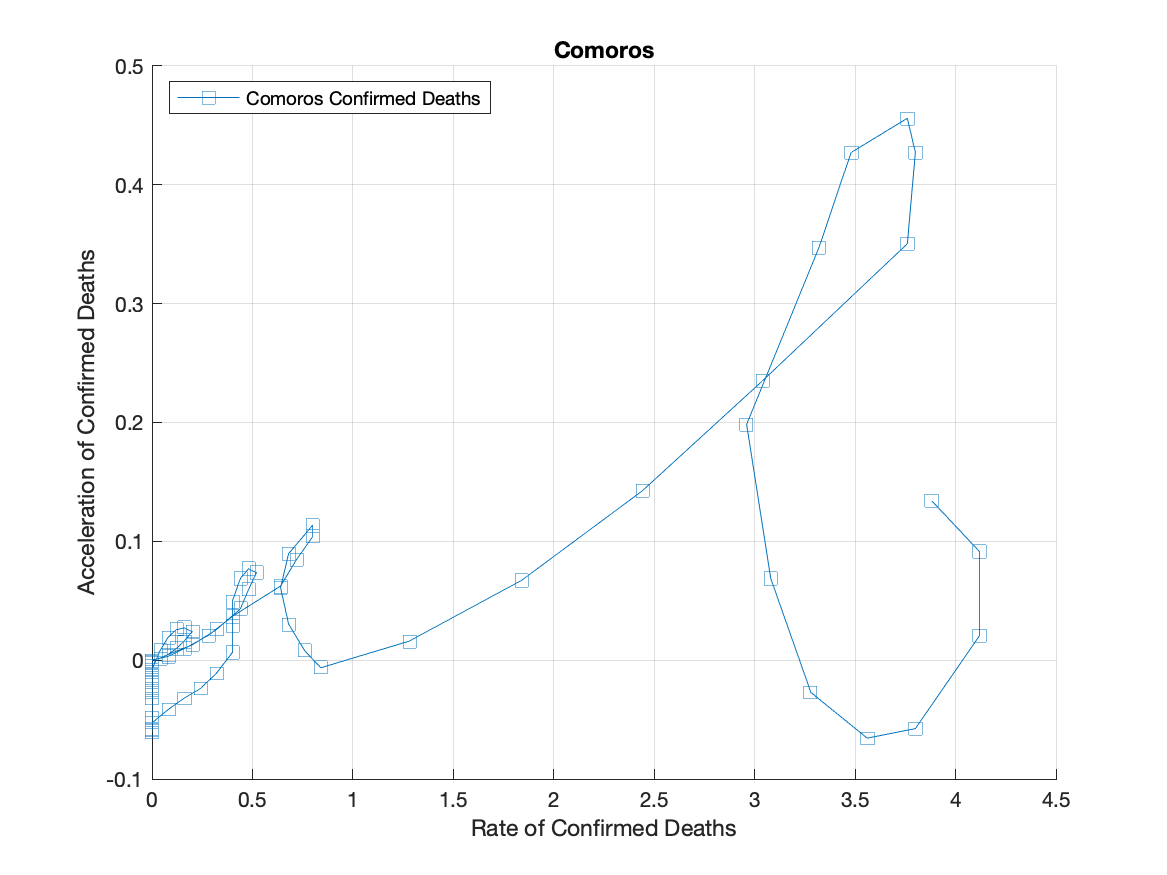 Comoros
Comoros Confirmed Deaths
Acceleration of Confirmed Deaths
0.5
0.4
0.3
0.2
0.1
0
-0.1
0 0.5 1 1.5 2 2.5 3 3.5 4 4.5
Rate of Confirmed Deaths